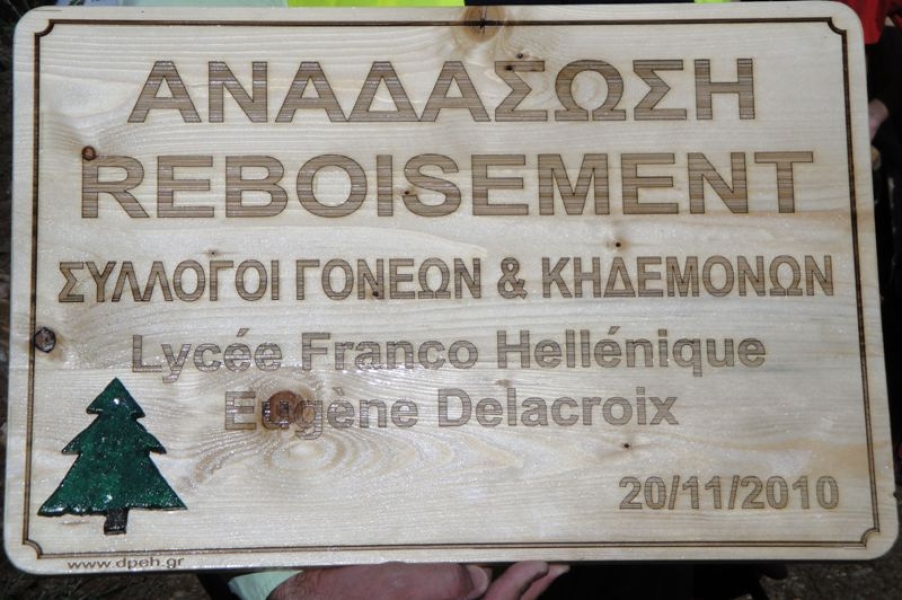 ΑΝΑΔΑΣΩΣΗ
REBOISEMENT
ΣΥΛΛΟΓΟΙ ΓΟΝΕΩΝ & ΚΗΔΕΜΟΝΩΝ
Lycée Franco Hellénique
Eugène Delacroix
20/11/2010
www.dpeh.gr